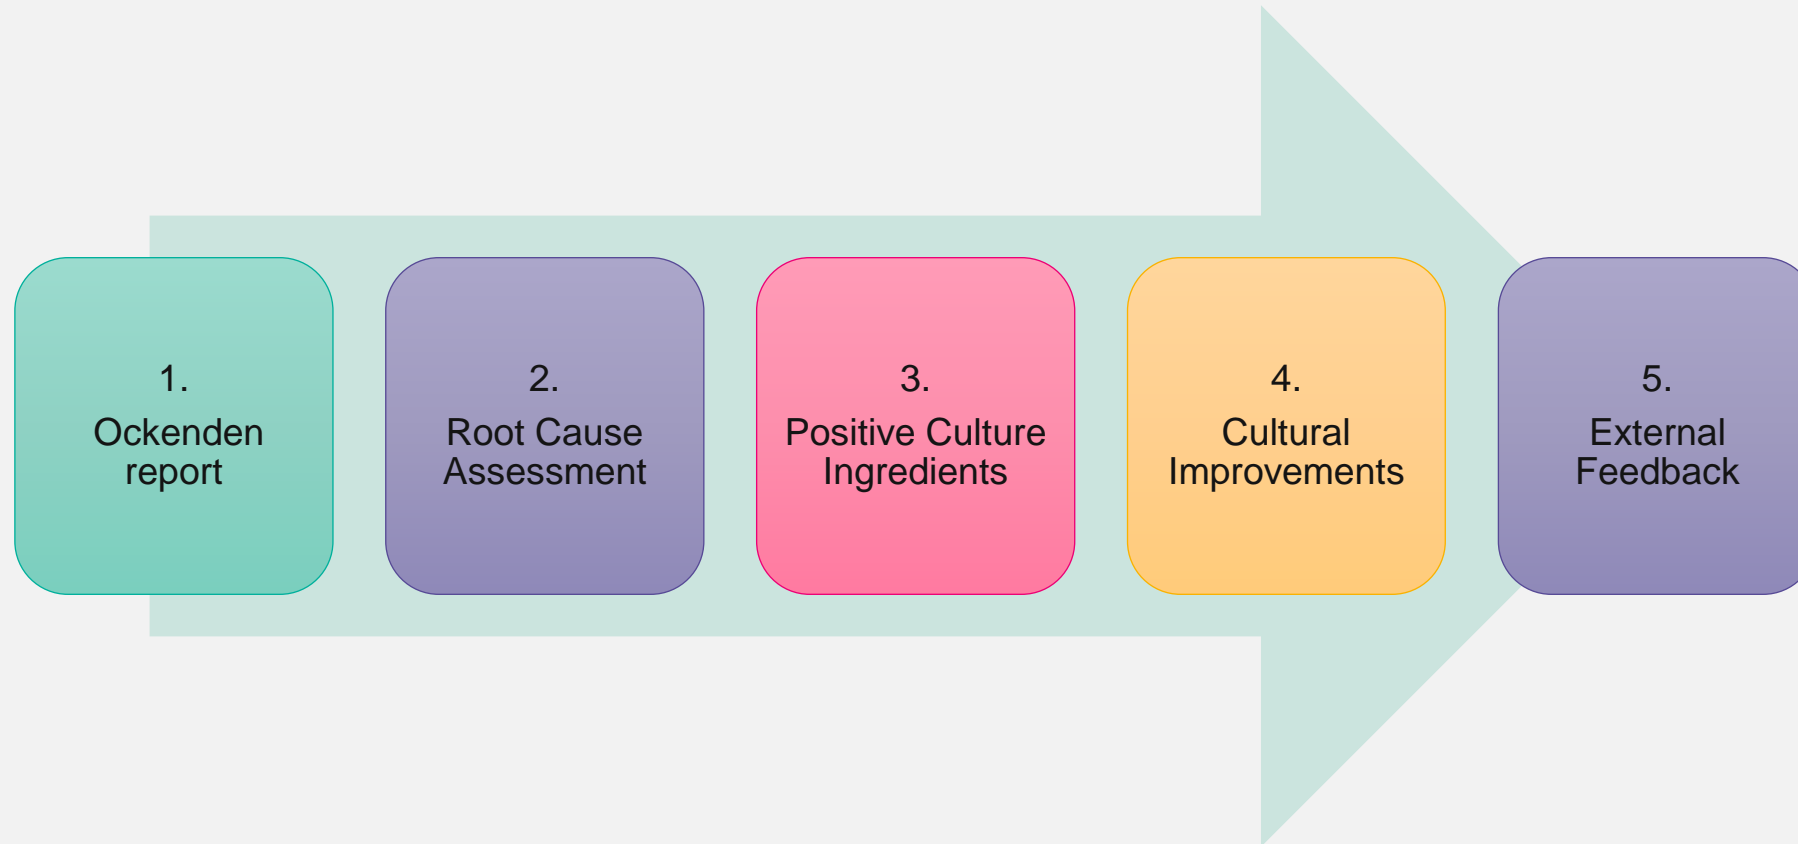 1.
Ockenden
report
2.
Root Cause
Assessment
3.
Positive Culture
Ingredients
4.
Cultural
Improvements
5.
External
Feedback